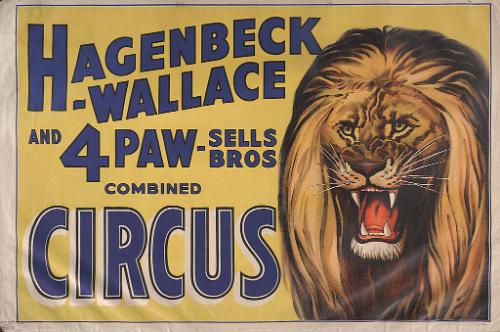 HAGENBECK
-WALLACE
AND 4 PAW-SELLS BROS
COMBINED
CIRCUS